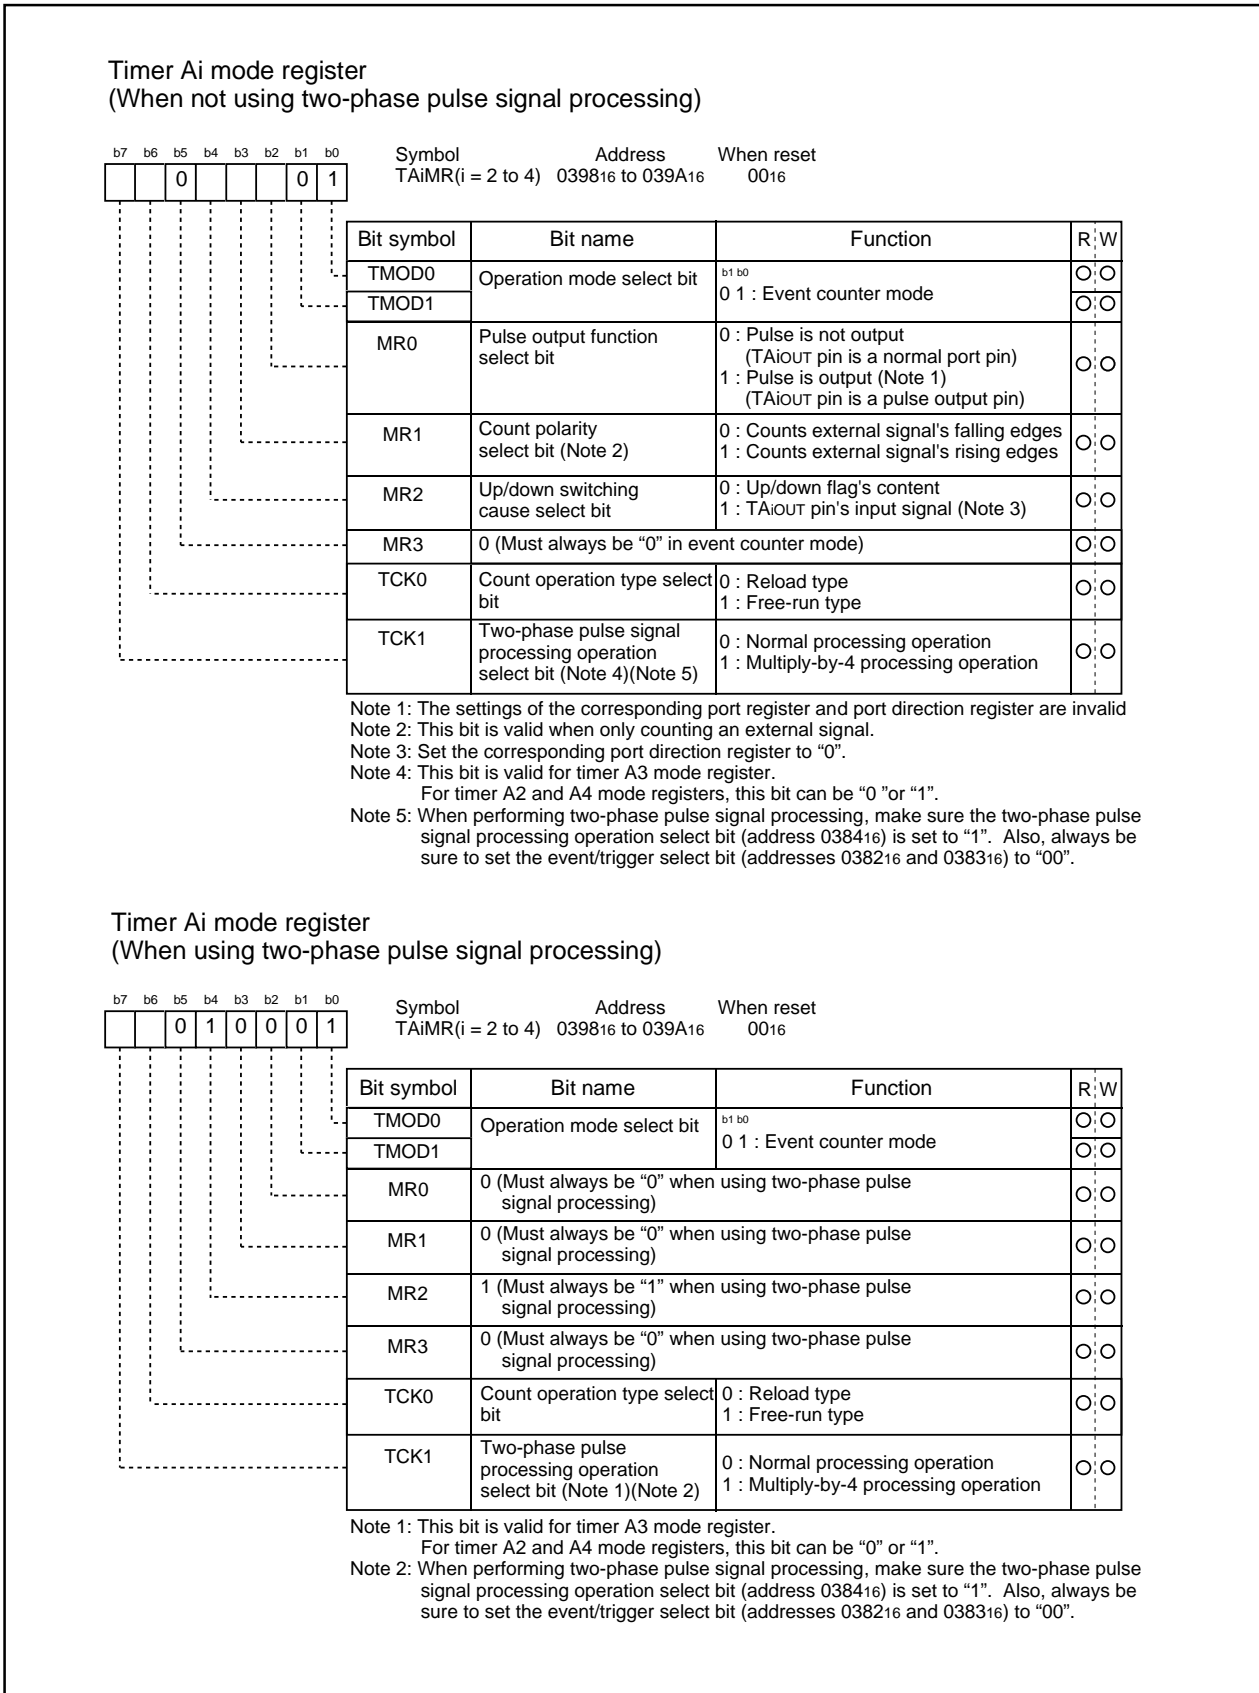 Timer Ai mode register
(When not using two-phase pulse signal processing)
b7 b6 b5 b4 b3 b2 b1 b0
0 0 1
Symbol Address When reset
TAiMR(i = 2 to 4) 039816 to 039A16 0016
Bit symbol Bit name Function R W
TMOD0 Operation mode select bit b1 b0
TMOD1 0 1 : Event counter mode
MR0 Pulse output function select bit 0 : Pulse is not output
(TAiOUT pin is a normal port pin)
1 : Pulse is output (Note 1)
(TAiOUT pin is a pulse output pin)
MR1 Count polarity 0 : Counts external signal's falling edges
select bit (Note 2) 1 : Counts external signal's rising edges
MR2 Up/down switching 0 : Up/down flag's content
cause select bit 1 : TAiOUT pin's input signal (Note 3)
MR3 0 (Must always be “0” in event counter mode)
TCK0 Count operation type select 0 : Reload type
bit 1 : Free-run type
TCK1 Two-phase pulse signal
processing operation 0 : Normal processing operation
select bit (Note 4)(Note 5) 1 : Multiply-by-4 processing operation
Note 1: The settings of the corresponding port register and port direction register are invalid
Note 2: This bit is valid when only counting an external signal.
Note 3: Set the corresponding port direction register to “0”.
Note 4: This bit is valid for timer A3 mode register.
For timer A2 and A4 mode registers, this bit can be “0 ”or “1”.
Note 5: When performing two-phase pulse signal processing, make sure the two-phase pulse
signal processing operation select bit (address 038416) is set to “1”. Also, always be
sure to set the event/trigger select bit (addresses 038216 and 038316) to “00”.
Timer Ai mode register
(When using two-phase pulse signal processing)
b7 b6 b5 b4 b3 b2 b1 b0
0 1 0 0 0 1
Symbol Address When reset
TAiMR(i = 2 to 4) 039816 to 039A16 0016
Bit symbol Bit name Function R W
TMOD0 Operation mode select bit b1 b0
TMOD1 0 1 : Event counter mode
MR0 0 (Must always be “0” when using two-phase pulse
signal processing)
MR1 0 (Must always be “0” when using two-phase pulse
signal processing)
MR2 1 (Must always be “1” when using two-phase pulse
signal processing)
MR3 0 (Must always be “0” when using two-phase pulse
signal processing)
TCK0 Count operation type select 0 : Reload type
bit 1 : Free-run type
TCK1 Two-phase pulse
processing operation 0 : Normal processing operation
select bit (Note 1)(Note 2) 1 : Multiply-by-4 processing operation
Note 1: This bit is valid for timer A3 mode register.
For timer A2 and A4 mode registers, this bit can be “0” or “1”.
Note 2: When performing two-phase pulse signal processing, make sure the two-phase pulse
signal processing operation select bit (address 038416) is set to “1”. Also, always be
sure to set the event/trigger select bit (addresses 038216 and 038316) to “00”.